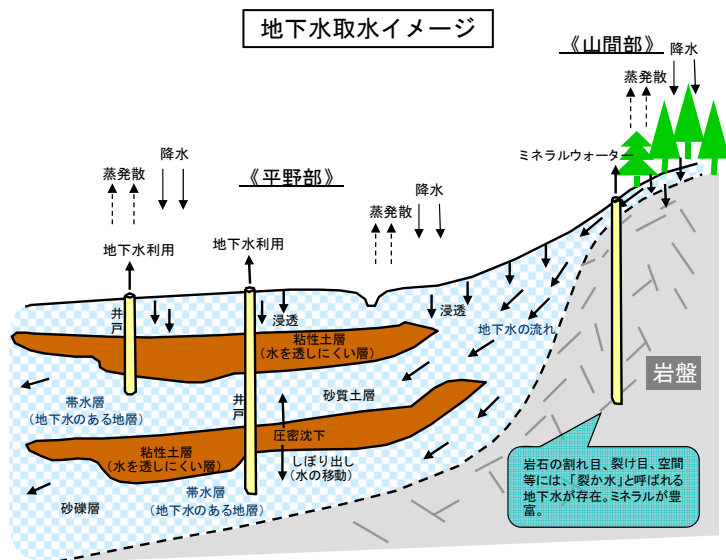 地下水取水イメージ
《山間部》
蒸発散
降水
ミネラルウォーター
《平野部》
降水
蒸発散
地下水利用
地下水利用
降水
蒸発散
井戸
浸透
浸透
地下水の流れ
粘性土層
(水を透しにくい層)
岩盤
帯水層
(地下水のある地層)
井戸
砂質土層
圧密沈下
粘性土層
(水を透しにくい層)
しぼり出し
(水の移動)
帯水層
(地下水のある地層)
砂礫層
岩石の割れ目、裂け目、空間
等には、「裂か水」と呼ばれる
地下水が存在。ミネラルが豊
富。